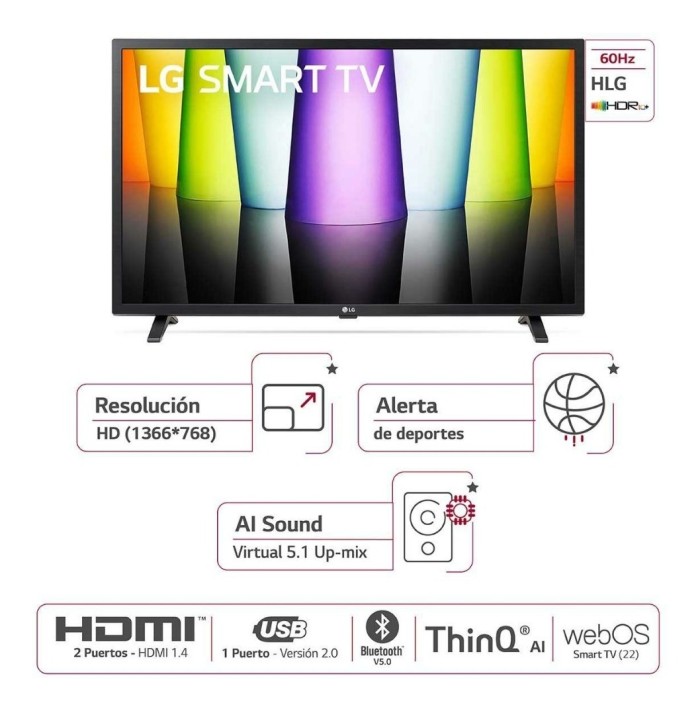 LG SMART TV
60Hz
HLG
HDR10+
LG
Resolución
HD (1366*768)
Alerta
de deportes
AI Sound
Virtual 5.1 Up-mix
HDMI™
2 Puertos - HDMI 1.4
USB
1 Puerto - Versión 2.0
Bluetooth®
V5.0
ThinQ® AI
webOS
Smart TV (22)